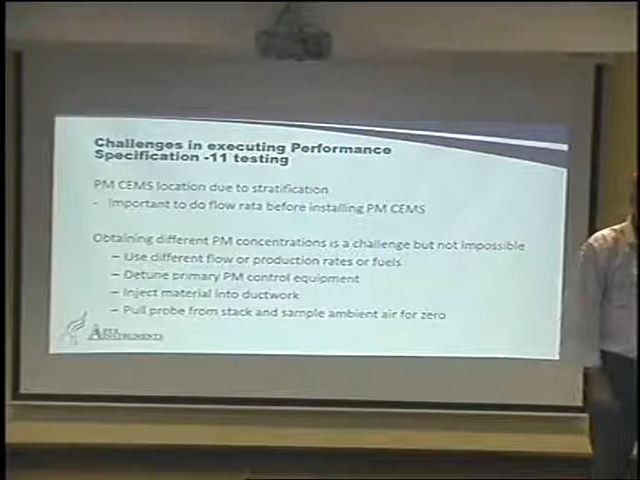 Challenges in executing Performance
Specification -11 testing
PM CEMS location due to stratification
- Important to do flow rata before installing PM CEMS
Obtaining different PM concentrations is a challenge but not impossible
– Use different flow or production rates or fuels
– Detune primary PM control equipment
– Inject material into ductwork
– Pull probe from stack and sample ambient air for zero
APEX
INSTRUMENTS